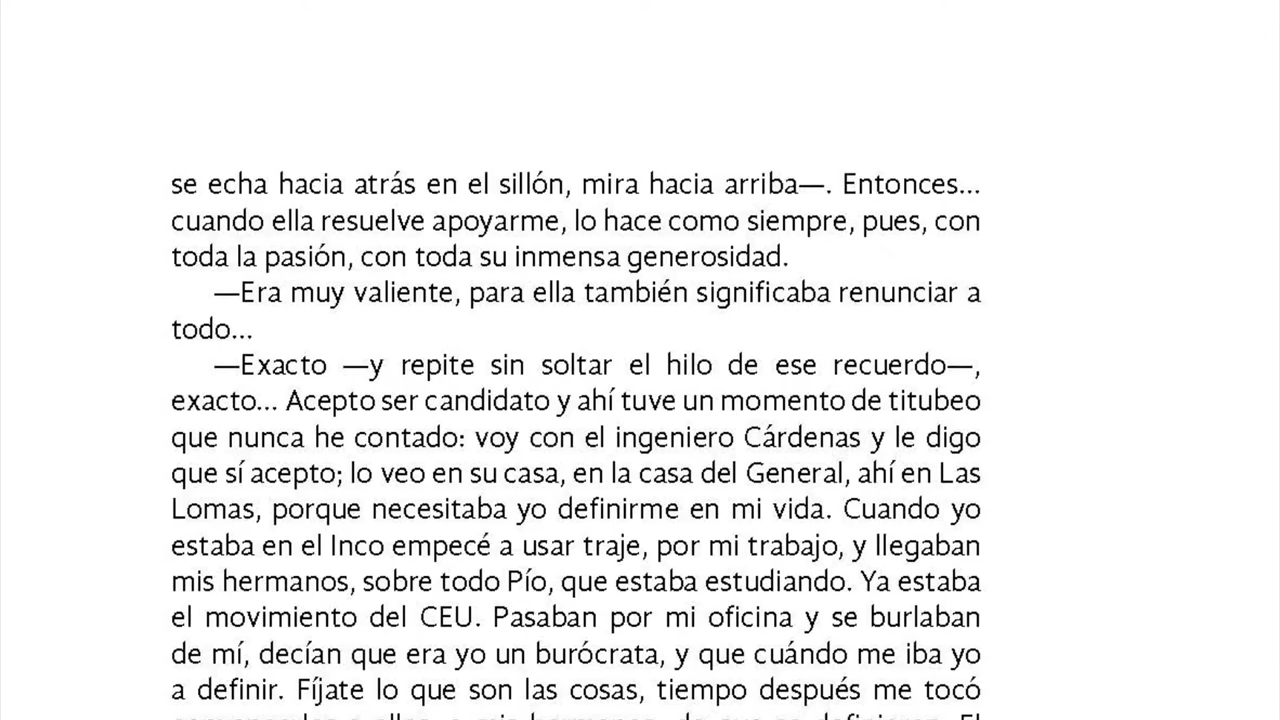 se echa hacia atrás en el sillón, mira hacia arriba—. Entonces...
cuando ella resuelve apoyarme, lo hace como siempre, pues, con
toda la pasión, con toda su inmensa generosidad.
—Era muy valiente, para ella también significaba renunciar a
todo...
—Exacto —y repite sin soltar el hilo de ese recuerdo—,
exacto... Acepto ser candidato y ahí tuve un momento de titubeo
que nunca he contado: voy con el ingeniero Cárdenas y le digo
que sí acepto; lo veo en su casa, en la casa del General, ahí en Las
Lomas, porque necesitaba yo definirme en mi vida. Cuando yo
estaba en el Inco empecé a usar traje, por mi trabajo, y llegaban
mis hermanos, sobre todo Pío, que estaba estudiando. Ya estaba
el movimiento del CEU. Pasaban por mi oficina y se burlaban
de mí, decían que era yo un burócrata, y que cuándo me iba yo
a definir. Fíjate lo que son las cosas, tiempo después me tocó